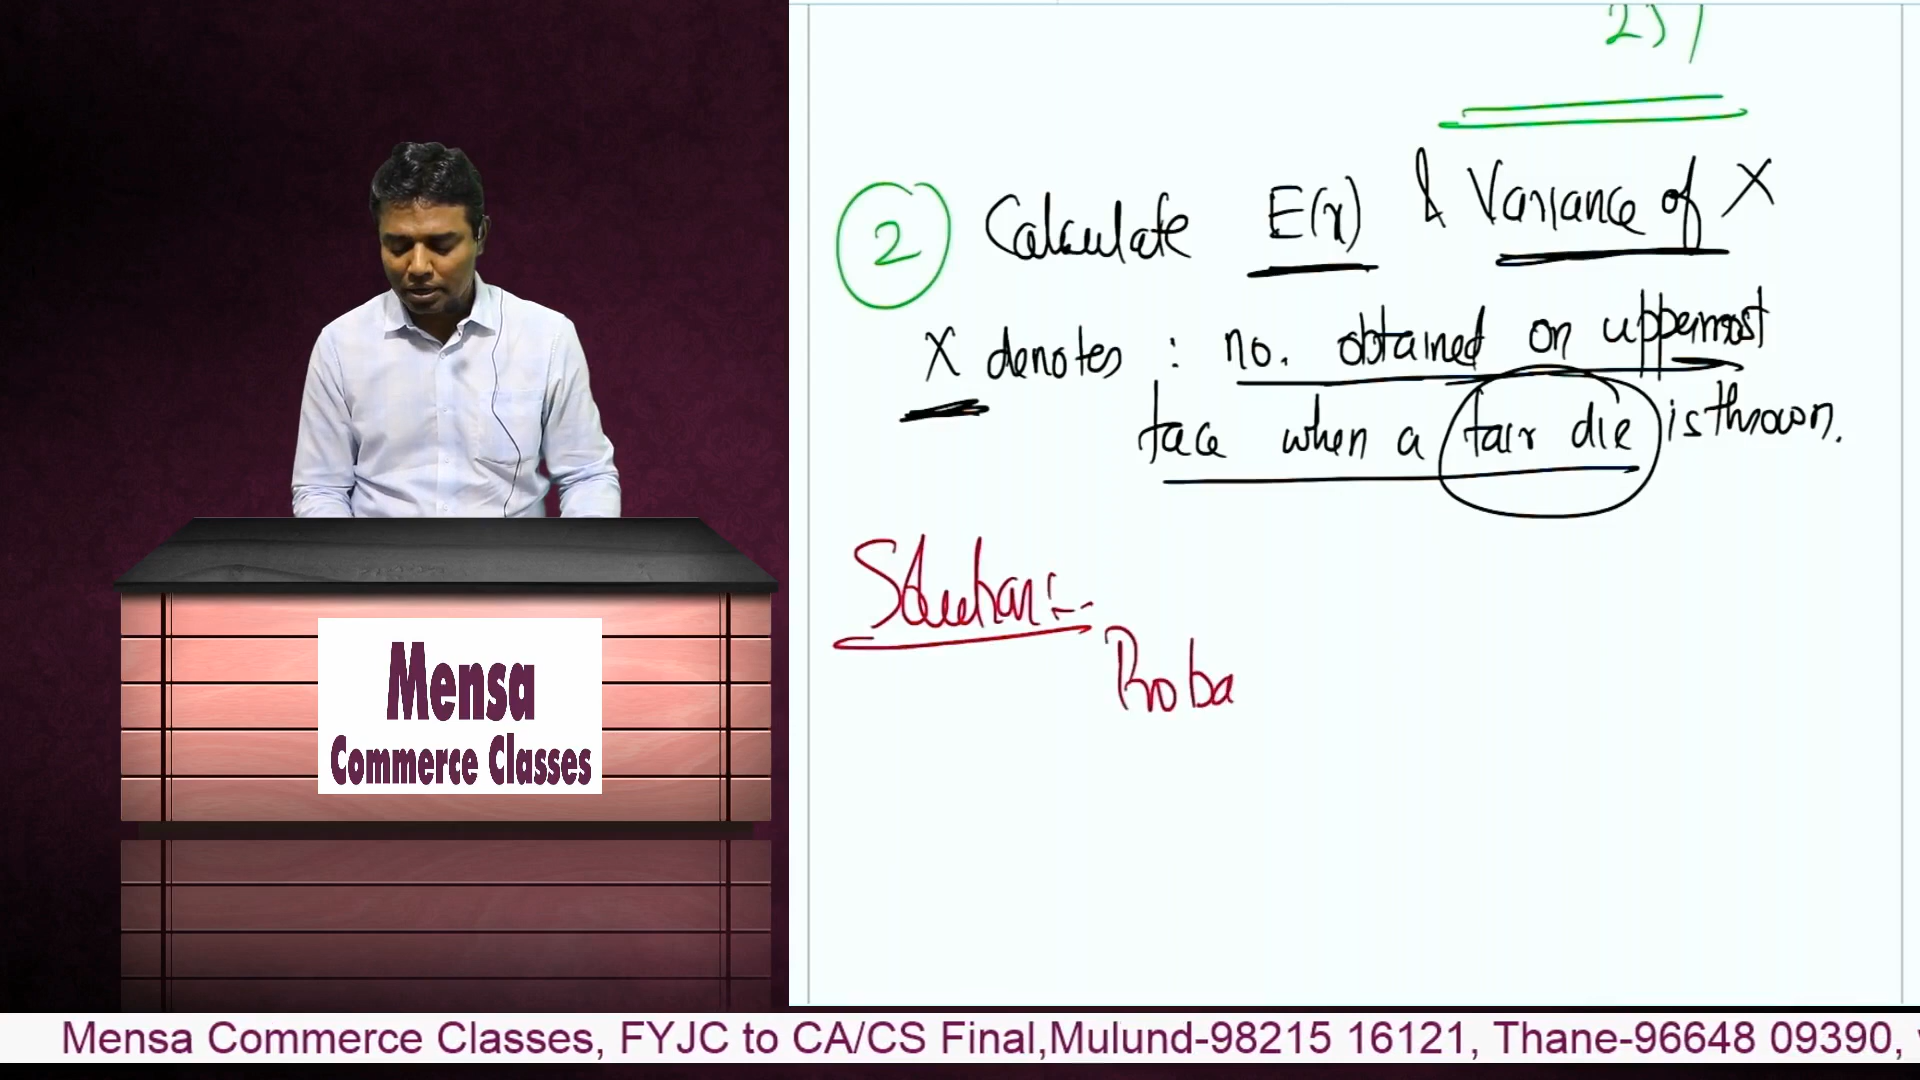 ② Calculate E(x) & Variance of X
X denotes : no. obtained on uppermost
face when a fair die is thrown.
Solution:-
Proba
Mensa
Commerce Classes
Mensa Commerce Classes, FYJC to CA/CS Final,Mulund-98215 16121, Thane-96648 09390,